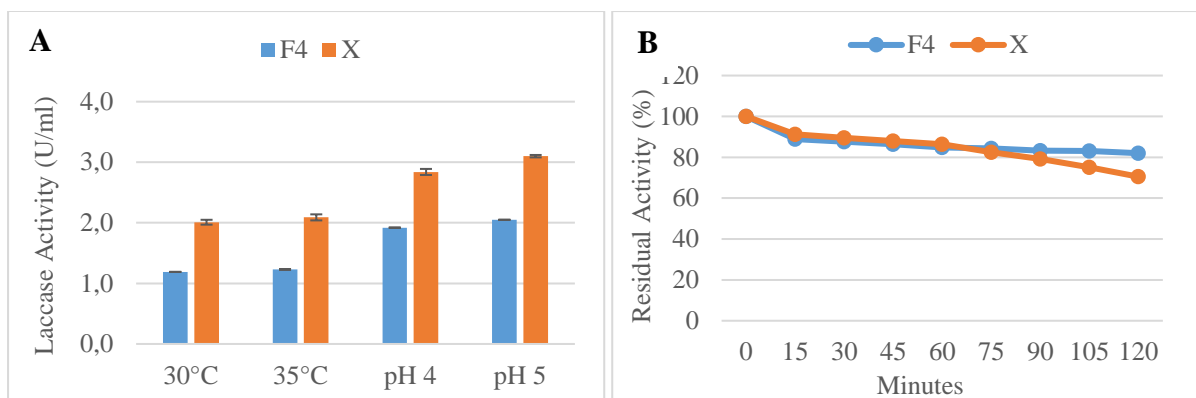 A
F4 X
Laccase Activity (U/ml)
4,0
3,0
2,0
1,0
0,0
30°C 35°C pH 4 pH 5
B
F4 X
Residual Activity (%)
120
100
80
60
40
20
0
0 15 30 45 60 75 90 105 120
Minutes